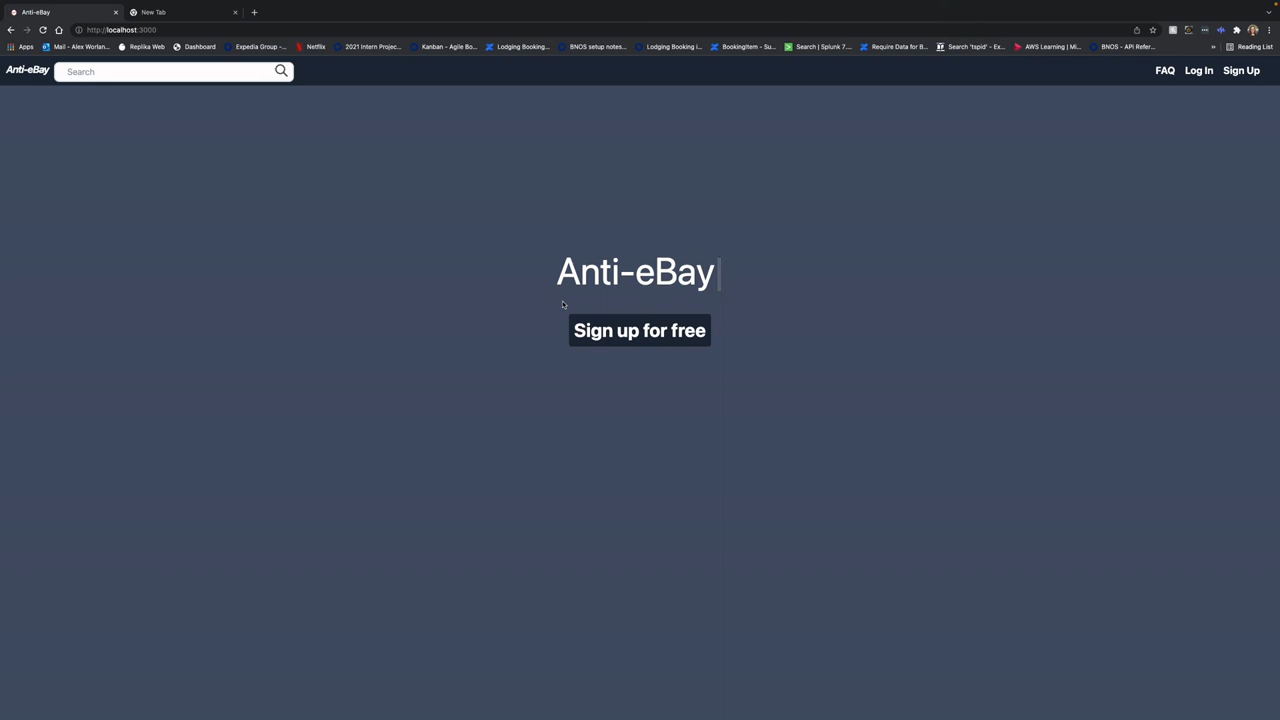 Anti-eBay
New Tab
http://localhost:3000
Apps
Mail - Alex Worlan...
Replika Web
Dashboard
Expedia Group -...
Netflix
2021 Intern Projec...
Kanban - Agile Bo...
Lodging Booking...
BNOS setup notes...
Lodging Booking i...
BookingItem - Su...
Search | Splunk 7....
Require Data for B...
Search 'tspid' - Ex...
AWS Learning | Mi...
BNOS - API Refer...
»
Reading List
Anti-eBay
Search
FAQ
Log In
Sign Up
Anti-eBay
Sign up for free